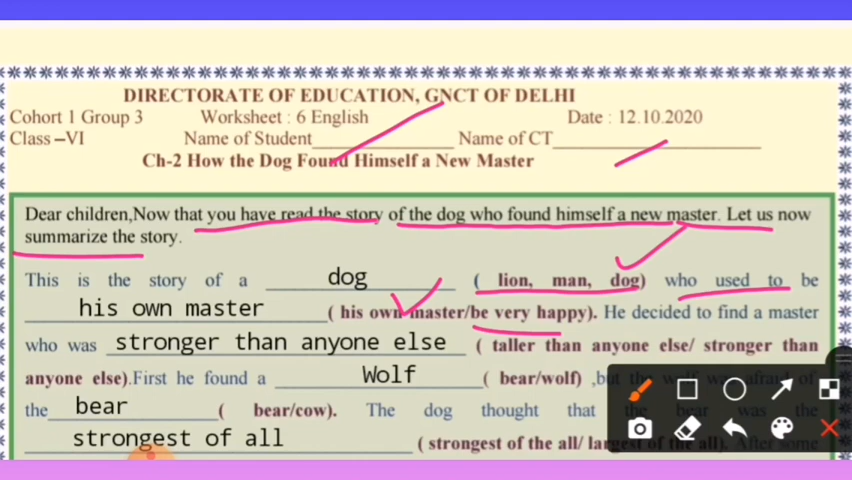 DIRECTORATE OF EDUCATION, GNCT OF DELHI
Cohort 1 Group 3 Worksheet : 6 English Date : 12.10.2020
Class –VI Name of Student________________ Name of CT________________________
Ch-2 How the Dog Found Himself a New Master
Dear children,Now that you have read the story of the dog who found himself a new master. Let us now
summarize the story.
This is the story of a dog ( lion, man, dog) who used to be
his own master ( his own master/be very happy). He decided to find a master
who was stronger than anyone else ( taller than anyone else/ stronger than
anyone else).First he found a Wolf ( bear/wolf) ,but the wolf was afraid of
the bear ( bear/cow). The dog thought that the bear was the
strongest of all ( strongest of the all/ largest of the all). After some